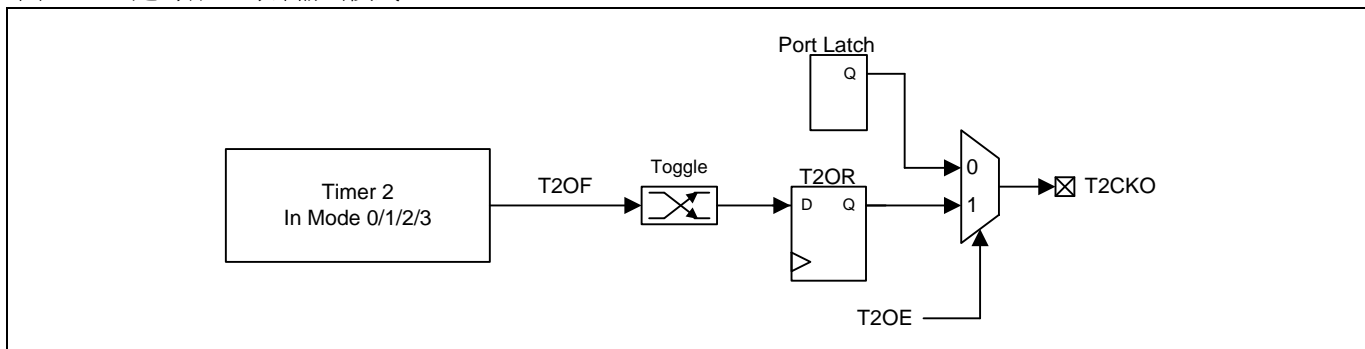 Port Latch
Q
Timer 2
In Mode 0/1/2/3
T2OF
Toggle
T2OR
D Q
0
1
T2CKO
T2OE